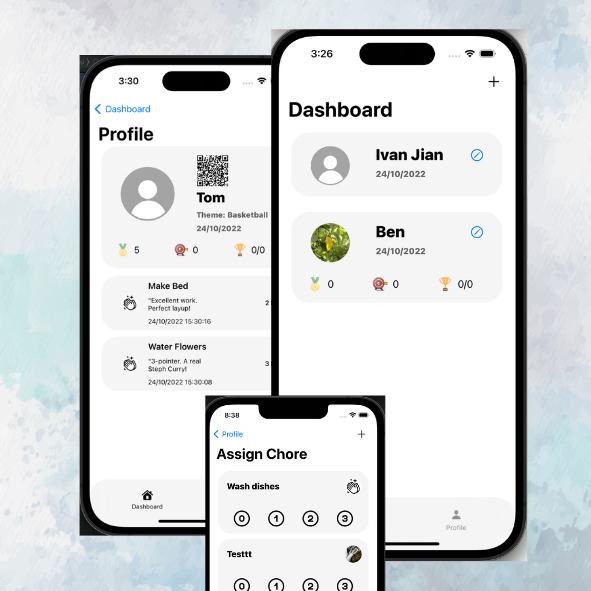 3:30
Dashboard
Profile
Tom
Theme: Basketball
24/10/2022
5
0
0/0
Make Bed
"Excellent work.
Perfect layup!
24/10/2022 15:30:16
2
Water Flowers
"3-pointer. A real
Steph Curry!
24/10/2022 15:30:08
3
Dashboard
3:26
Dashboard
Ivan Jian
24/10/2022
Ben
24/10/2022
0
0
0/0
Profile
8:38
Profile
Assign Chore
Wash dishes
0 1 2 3
Testtt
0 1 2 3